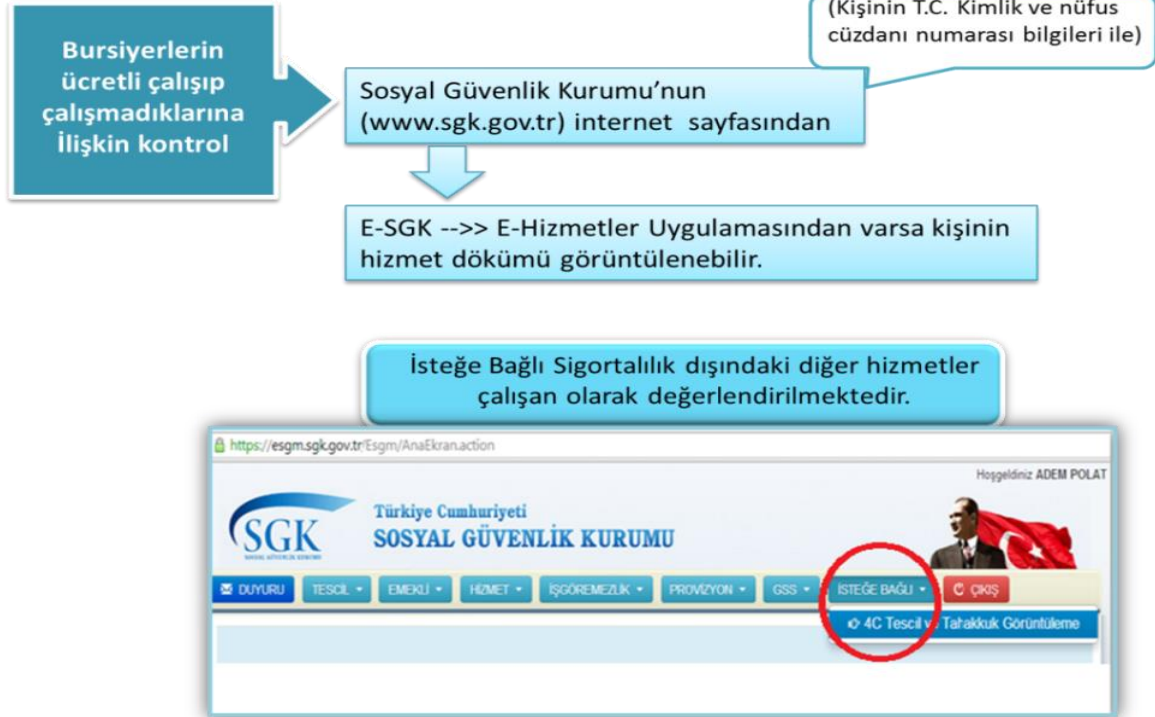 (Kişinin T.C. Kimlik ve nüfus
cüzdanı numarası bilgileri ile)
Bursiyerlerin
ücretli çalışıp
çalışmadıklarına
İlişkin kontrol
Sosyal Güvenlik Kurumu’nun
(www.sgk.gov.tr) internet sayfasından
E-SGK -->> E-Hizmetler Uygulamasından varsa kişinin
hizmet dökümü görüntülenebilir.
İsteğe Bağlı Sigortalılık dışındaki diğer hizmetler
çalışan olarak değerlendirilmektedir.
https://esgm.sgk.gov.tr/Esgm/AnaEkran.action
Hoşgeldiniz ADEM POLAT
SGK
SOSYAL GÜVENLİK KURUMU
Türkiye Cumhuriyeti
SOSYAL GÜVENLİK KURUMU
DUYURU TESCİL EMEKLİ HİZMET İŞGÖREMEZLİK PROVİZYON GSS İSTEĞE BAĞLI ÇIKIŞ
4C Tescil ve Tahakkuk Görüntüleme